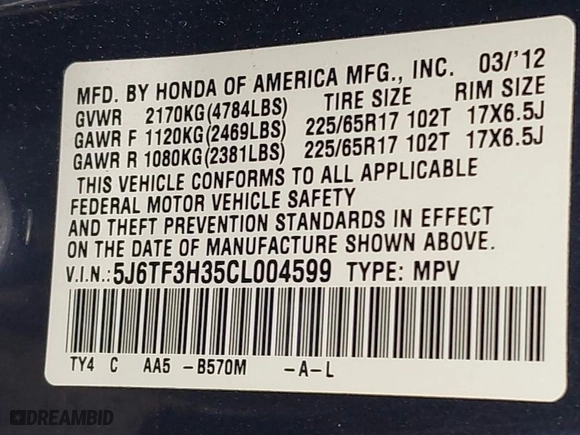 MFD. BY HONDA OF AMERICA MFG., INC. 03/'12
GVWR 2170KG(4784LBS) TIRE SIZE RIM SIZE
GAWR F 1120KG(2469LBS) 225/65R17 102T 17X6.5J
GAWR R 1080KG(2381LBS) 225/65R17 102T 17X6.5J
THIS VEHICLE CONFORMS TO ALL APPLICABLE
FEDERAL MOTOR VEHICLE SAFETY
AND THEFT PREVENTION STANDARDS IN EFFECT
ON THE DATE OF MANUFACTURE SHOWN ABOVE.
V.I.N.:5J6TF3H35CL004599 TYPE: MPV
TY4 C AA5 -B570M -A-L
DREAMBID